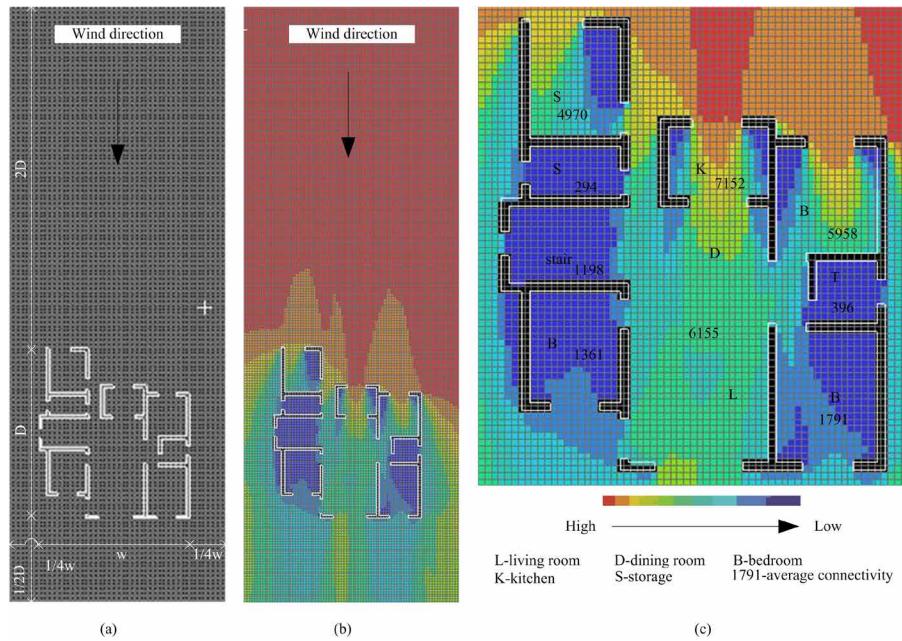 Wind direction
2D
D
1/2D
1/4w
w
1/4w
(a)
Wind direction
(b)
S
4970
S
294
K
7152
B
5958
D
stair
1198
T
396
B
1361
6155
L
B
1791
High
Low
L-living room
D-dining room
B-bedroom
K-kitchen
S-storage
1791-average connectivity
(c)